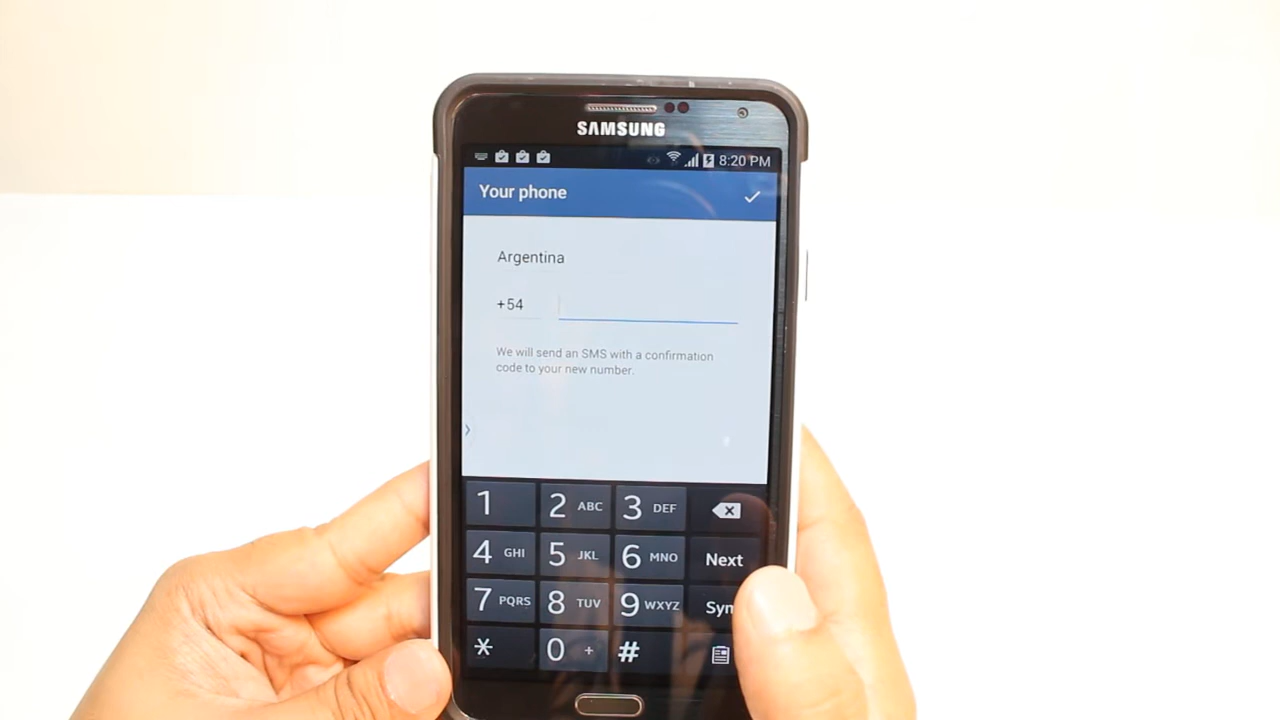 SAMSUNG
8:20 PM
Your phone
Argentina
+54
We will send an SMS with a confirmation
code to your new number.
1 2 ABC 3 DEF
4 GHI 5 JKL 6 MNO Next
7 PQRS 8 TUV 9 WXYZ Sym
* 0 + #